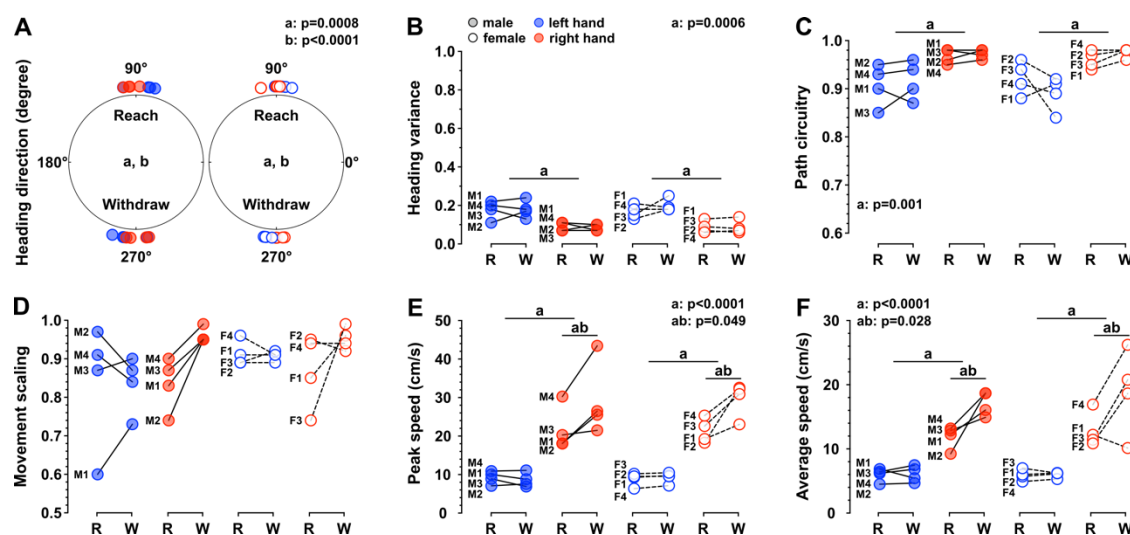 A
a: p=0.0008
b: p<0.0001
Heading direction (degree)
90°
90°
Reach
Reach
180°
a, b
a, b
0°
Withdraw
Withdraw
270°
270°
B
male
left hand
female
right hand
a: p=0.0006
Heading variance
1.0
0.8
0.6
0.4
0.2
0.0
a
a
M1
M4
M3
M2
M1
M4
M2
M3
F1
F4
F3
F2
F1
F3
F2
F4
R W R W R W R W
C
Path circuitry
1.0
0.9
0.8
0.7
0.6
a
a
M2
M4
M1
M3
M1
M3
M2
M4
F2
F3
F4
F1
F4
F2
F3
F1
a: p=0.001
R W R W R W R W
D
Movement scaling
1.0
0.9
0.8
0.7
0.6
0.5
M2
M4
M3
M1
M4
M3
M1
M2
F4
F1
F3
F2
F2
F4
F1
F3
R W R W R W R W
E
a: p<0.0001
ab: p=0.049
Peak speed (cm/s)
50
40
30
20
10
0
a
ab
a
ab
M4
M1
M3
M2
M4
M3
M1
M2
F3
F2
F1
F4
F4
F3
F1
F2
R W R W R W R W
F
a: p<0.0001
ab: p=0.028
Average speed (cm/s)
30
20
10
0
a
ab
a
ab
M1
M3
M4
M2
M4
M3
M1
M2
F3
F1
F2
F4
F4
F1
F3
F2
R W R W R W R W